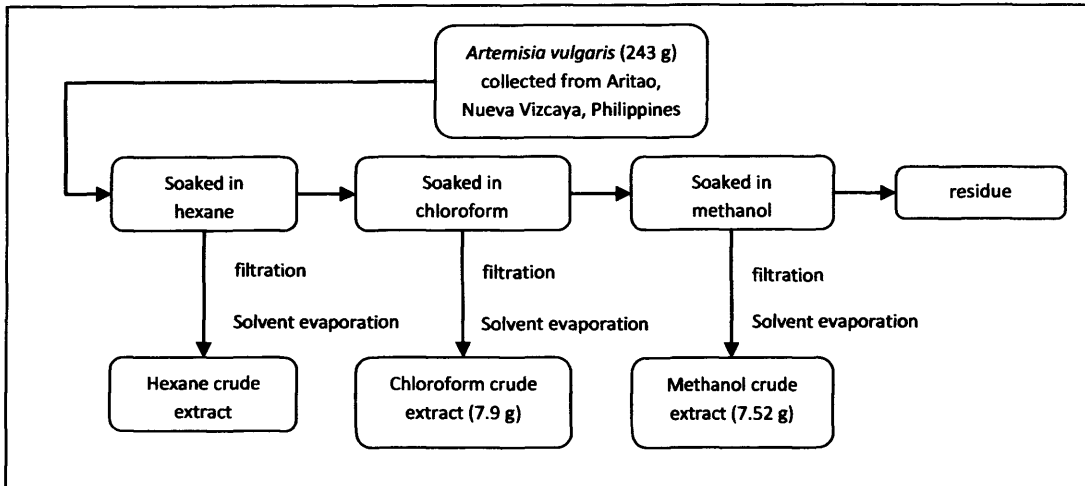 Artemisia vulgaris (243 g)
collected from Aritao,
Nueva Vizcaya, Philippines
Soaked in
hexane
Soaked in
chloroform
Soaked in
methanol
residue
filtration
filtration
filtration
Solvent evaporation
Solvent evaporation
Solvent evaporation
Hexane crude
extract
Chloroform crude
extract (7.9 g)
Methanol crude
extract (7.52 g)